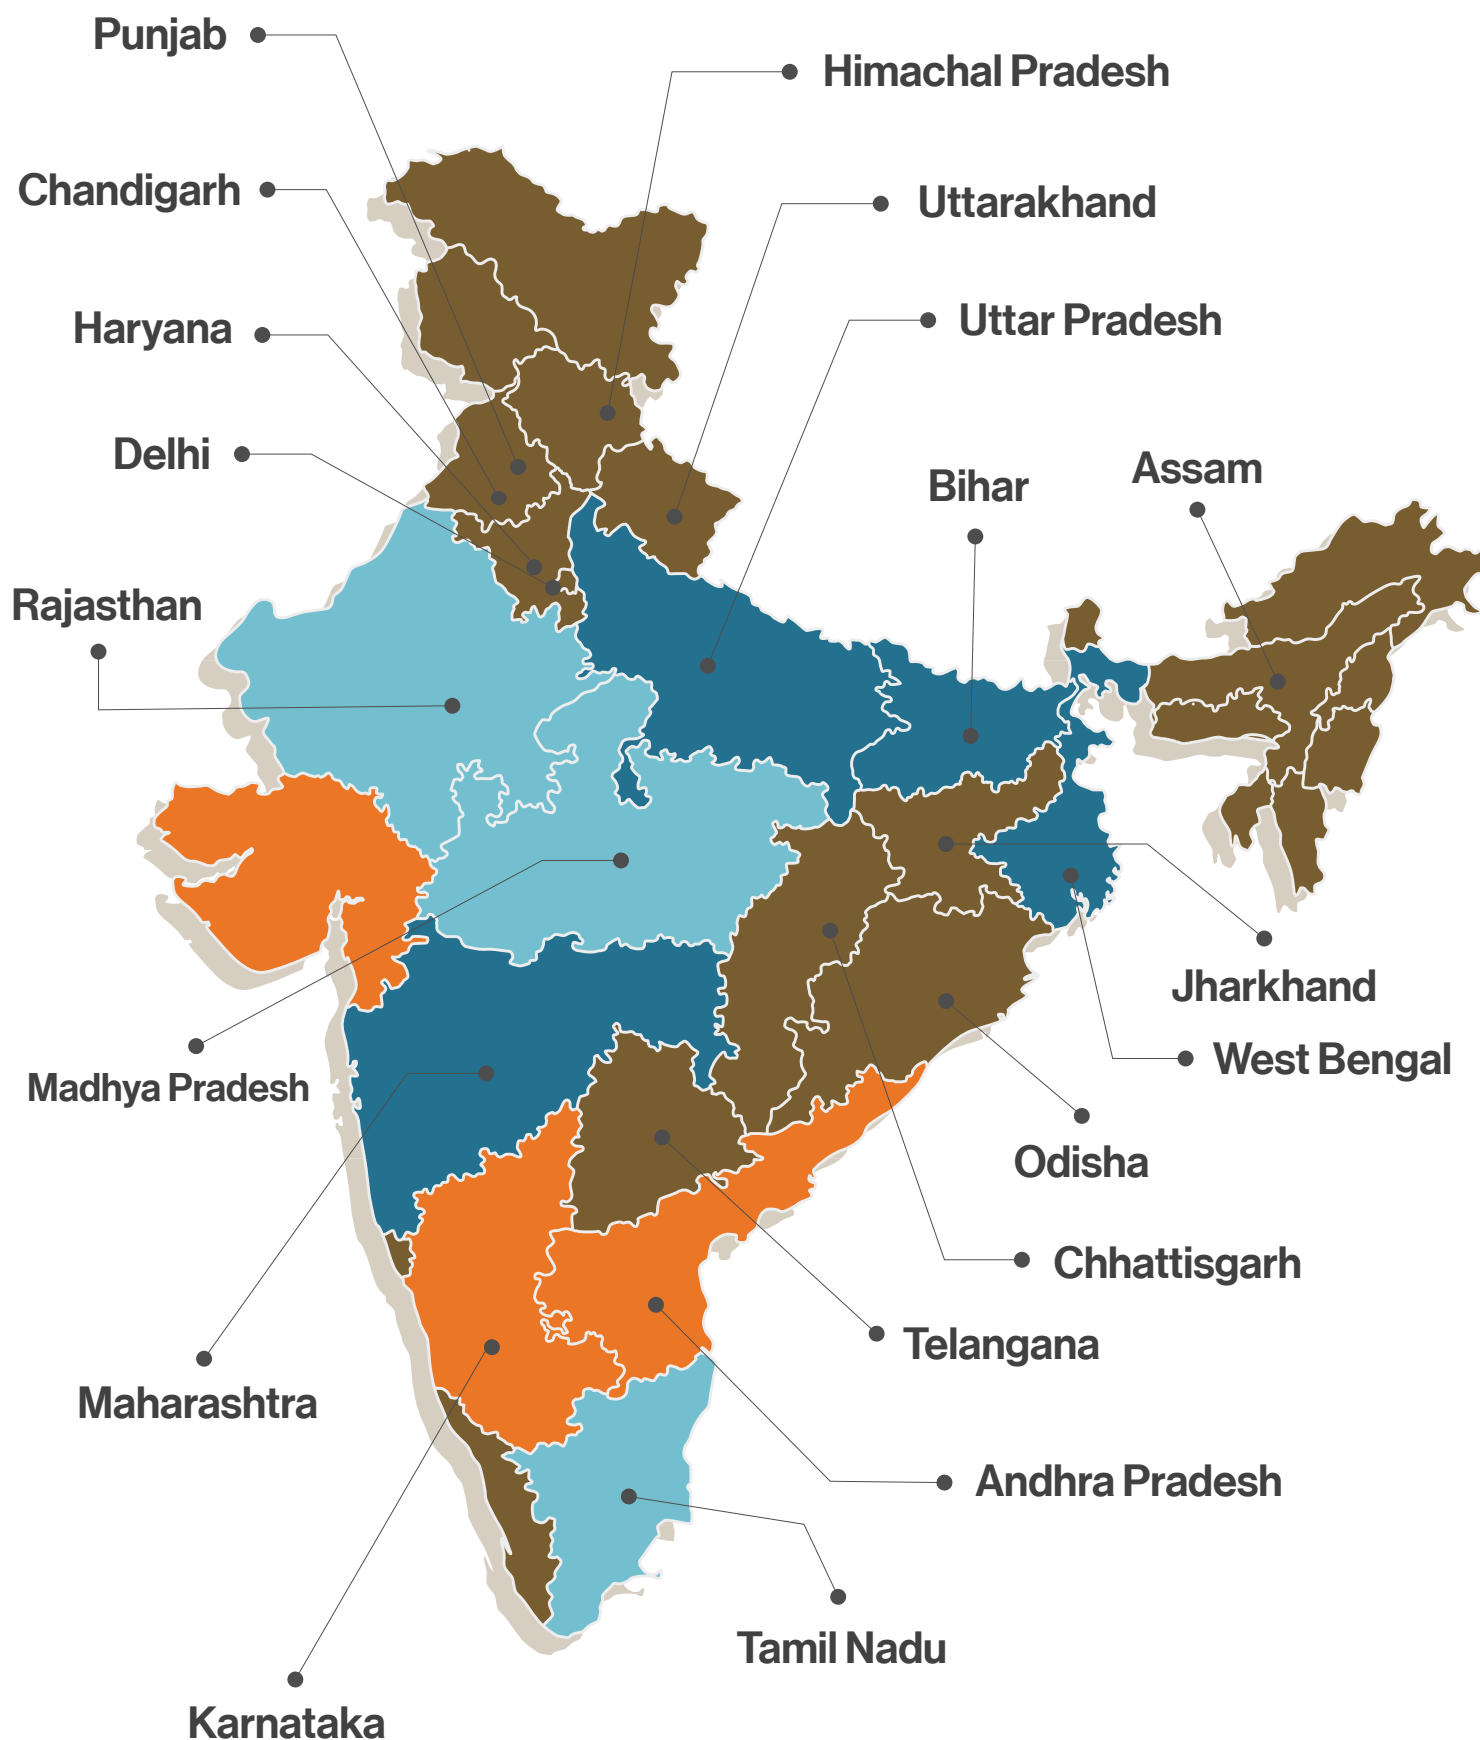 Punjab
Himachal Pradesh
Chandigarh
Uttarakhand
Haryana
Uttar Pradesh
Delhi
Bihar
Assam
Rajasthan
Jharkhand
West Bengal
Madhya Pradesh
Odisha
Chhattisgarh
Telangana
Maharashtra
Andhra Pradesh
Tamil Nadu
Karnataka